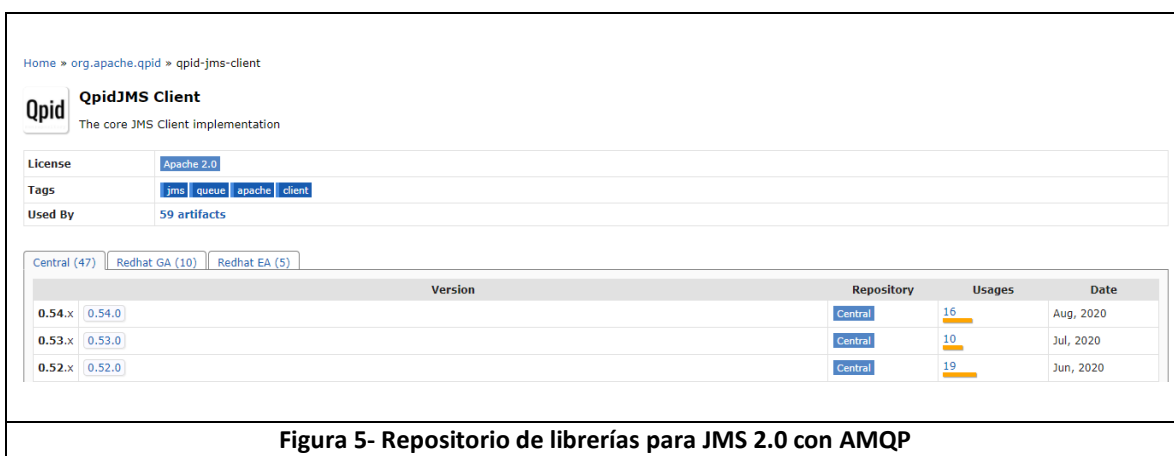 Home » org.apache.qpid » qpid-jms-client
Qpid
QpidJMS Client
The core JMS Client implementation
License Apache 2.0
Tags jms queue apache client
Used By 59 artifacts
Central (47) Redhat GA (10) Redhat EA (5)
Version Repository Usages Date
0.54.x 0.54.0 Central 16 Aug, 2020
0.53.x 0.53.0 Central 10 Jul, 2020
0.52.x 0.52.0 Central 19 Jun, 2020
Figura 5- Repositorio de librerías para JMS 2.0 con AMQP